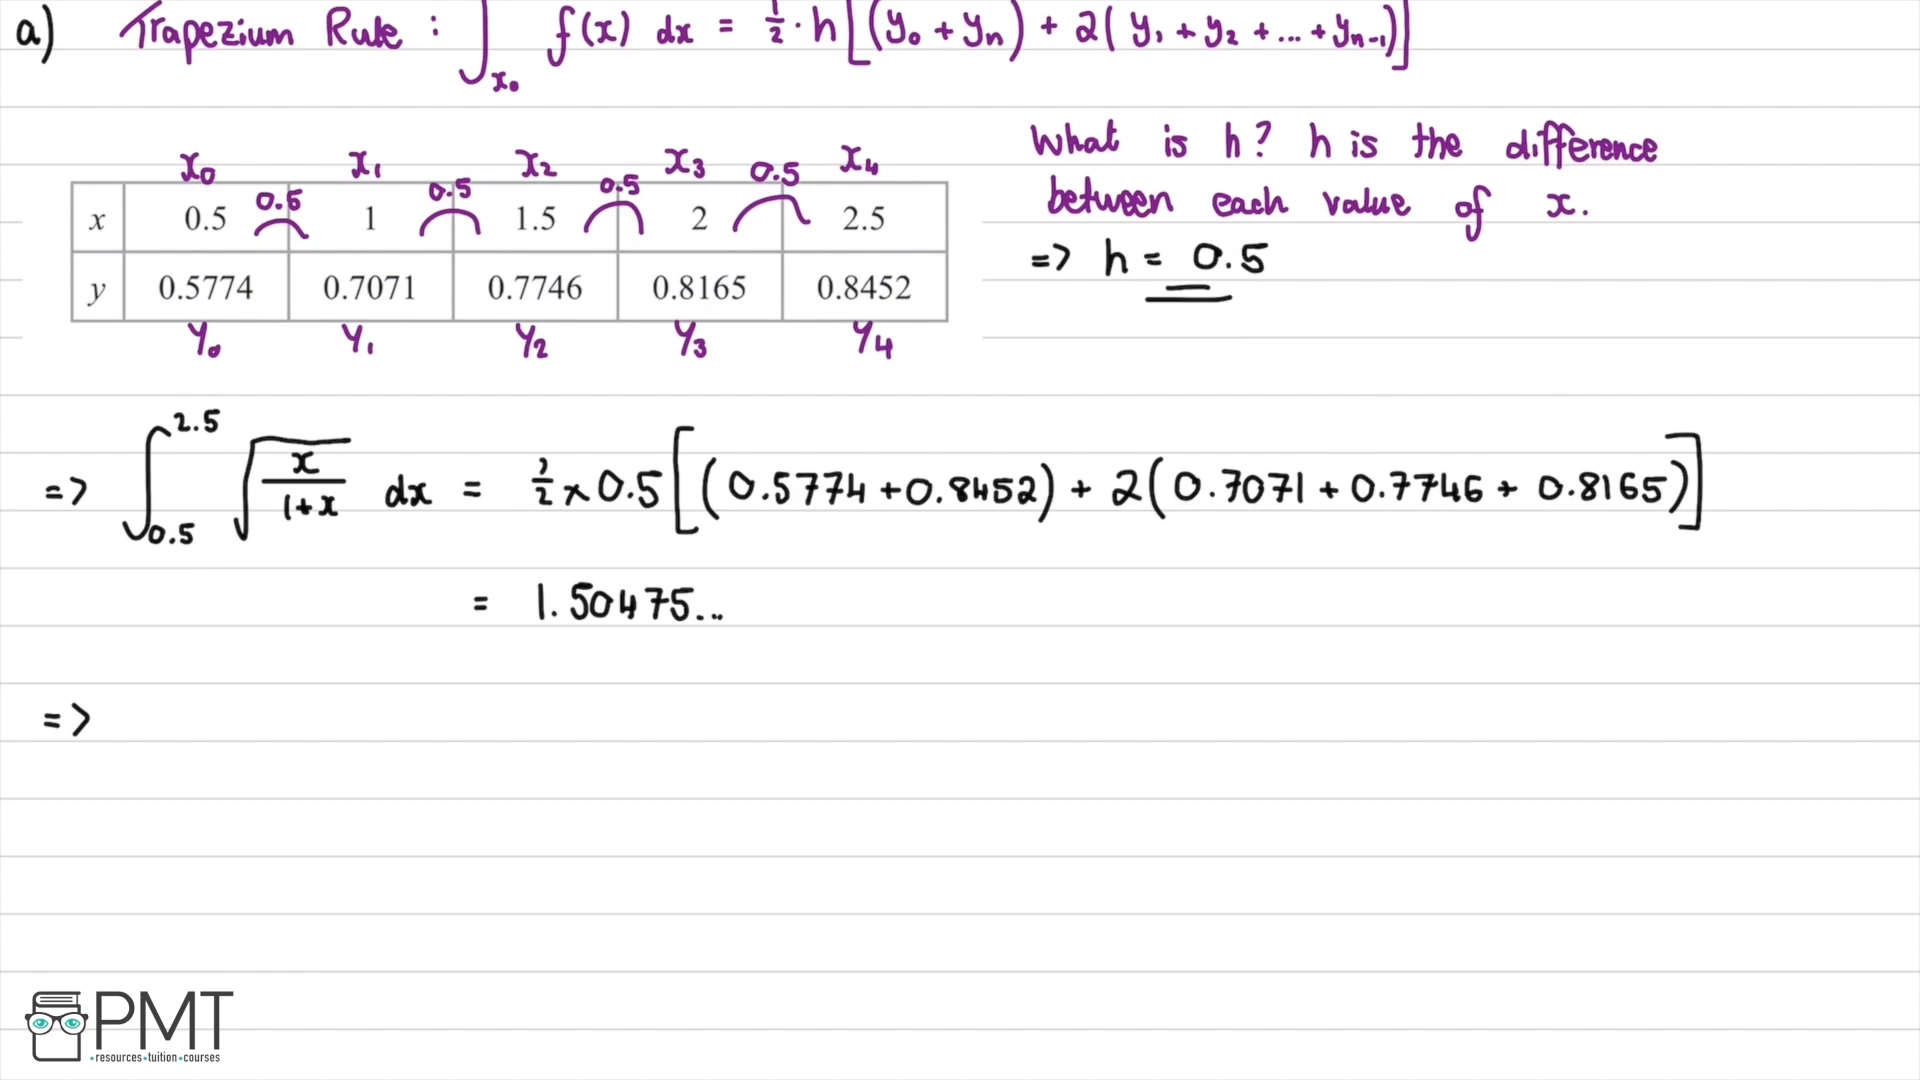 a) Trapezium Rule : ∫x₀ f(x) dx = ½ · h [(y₀ + yₙ) + 2(y₁ + y₂ + ... + yₙ₋₁)]
What is h? h is the difference
between each value of x.
=> h = 0.5
x₀ x₁ x₂ x₃ x₄
0.5 0.5 0.5 0.5
x 0.5 1 1.5 2 2.5
y 0.5774 0.7071 0.7746 0.8165 0.8452
y₀ y₁ y₂ y₃ y₄
=> ∫0.5^2.5 √(x/(1+x)) dx = ½ × 0.5 [(0.5774 + 0.8452) + 2(0.7071 + 0.7746 + 0.8165)]
= 1.50475...
=>
PMT
•resources•tuition•courses